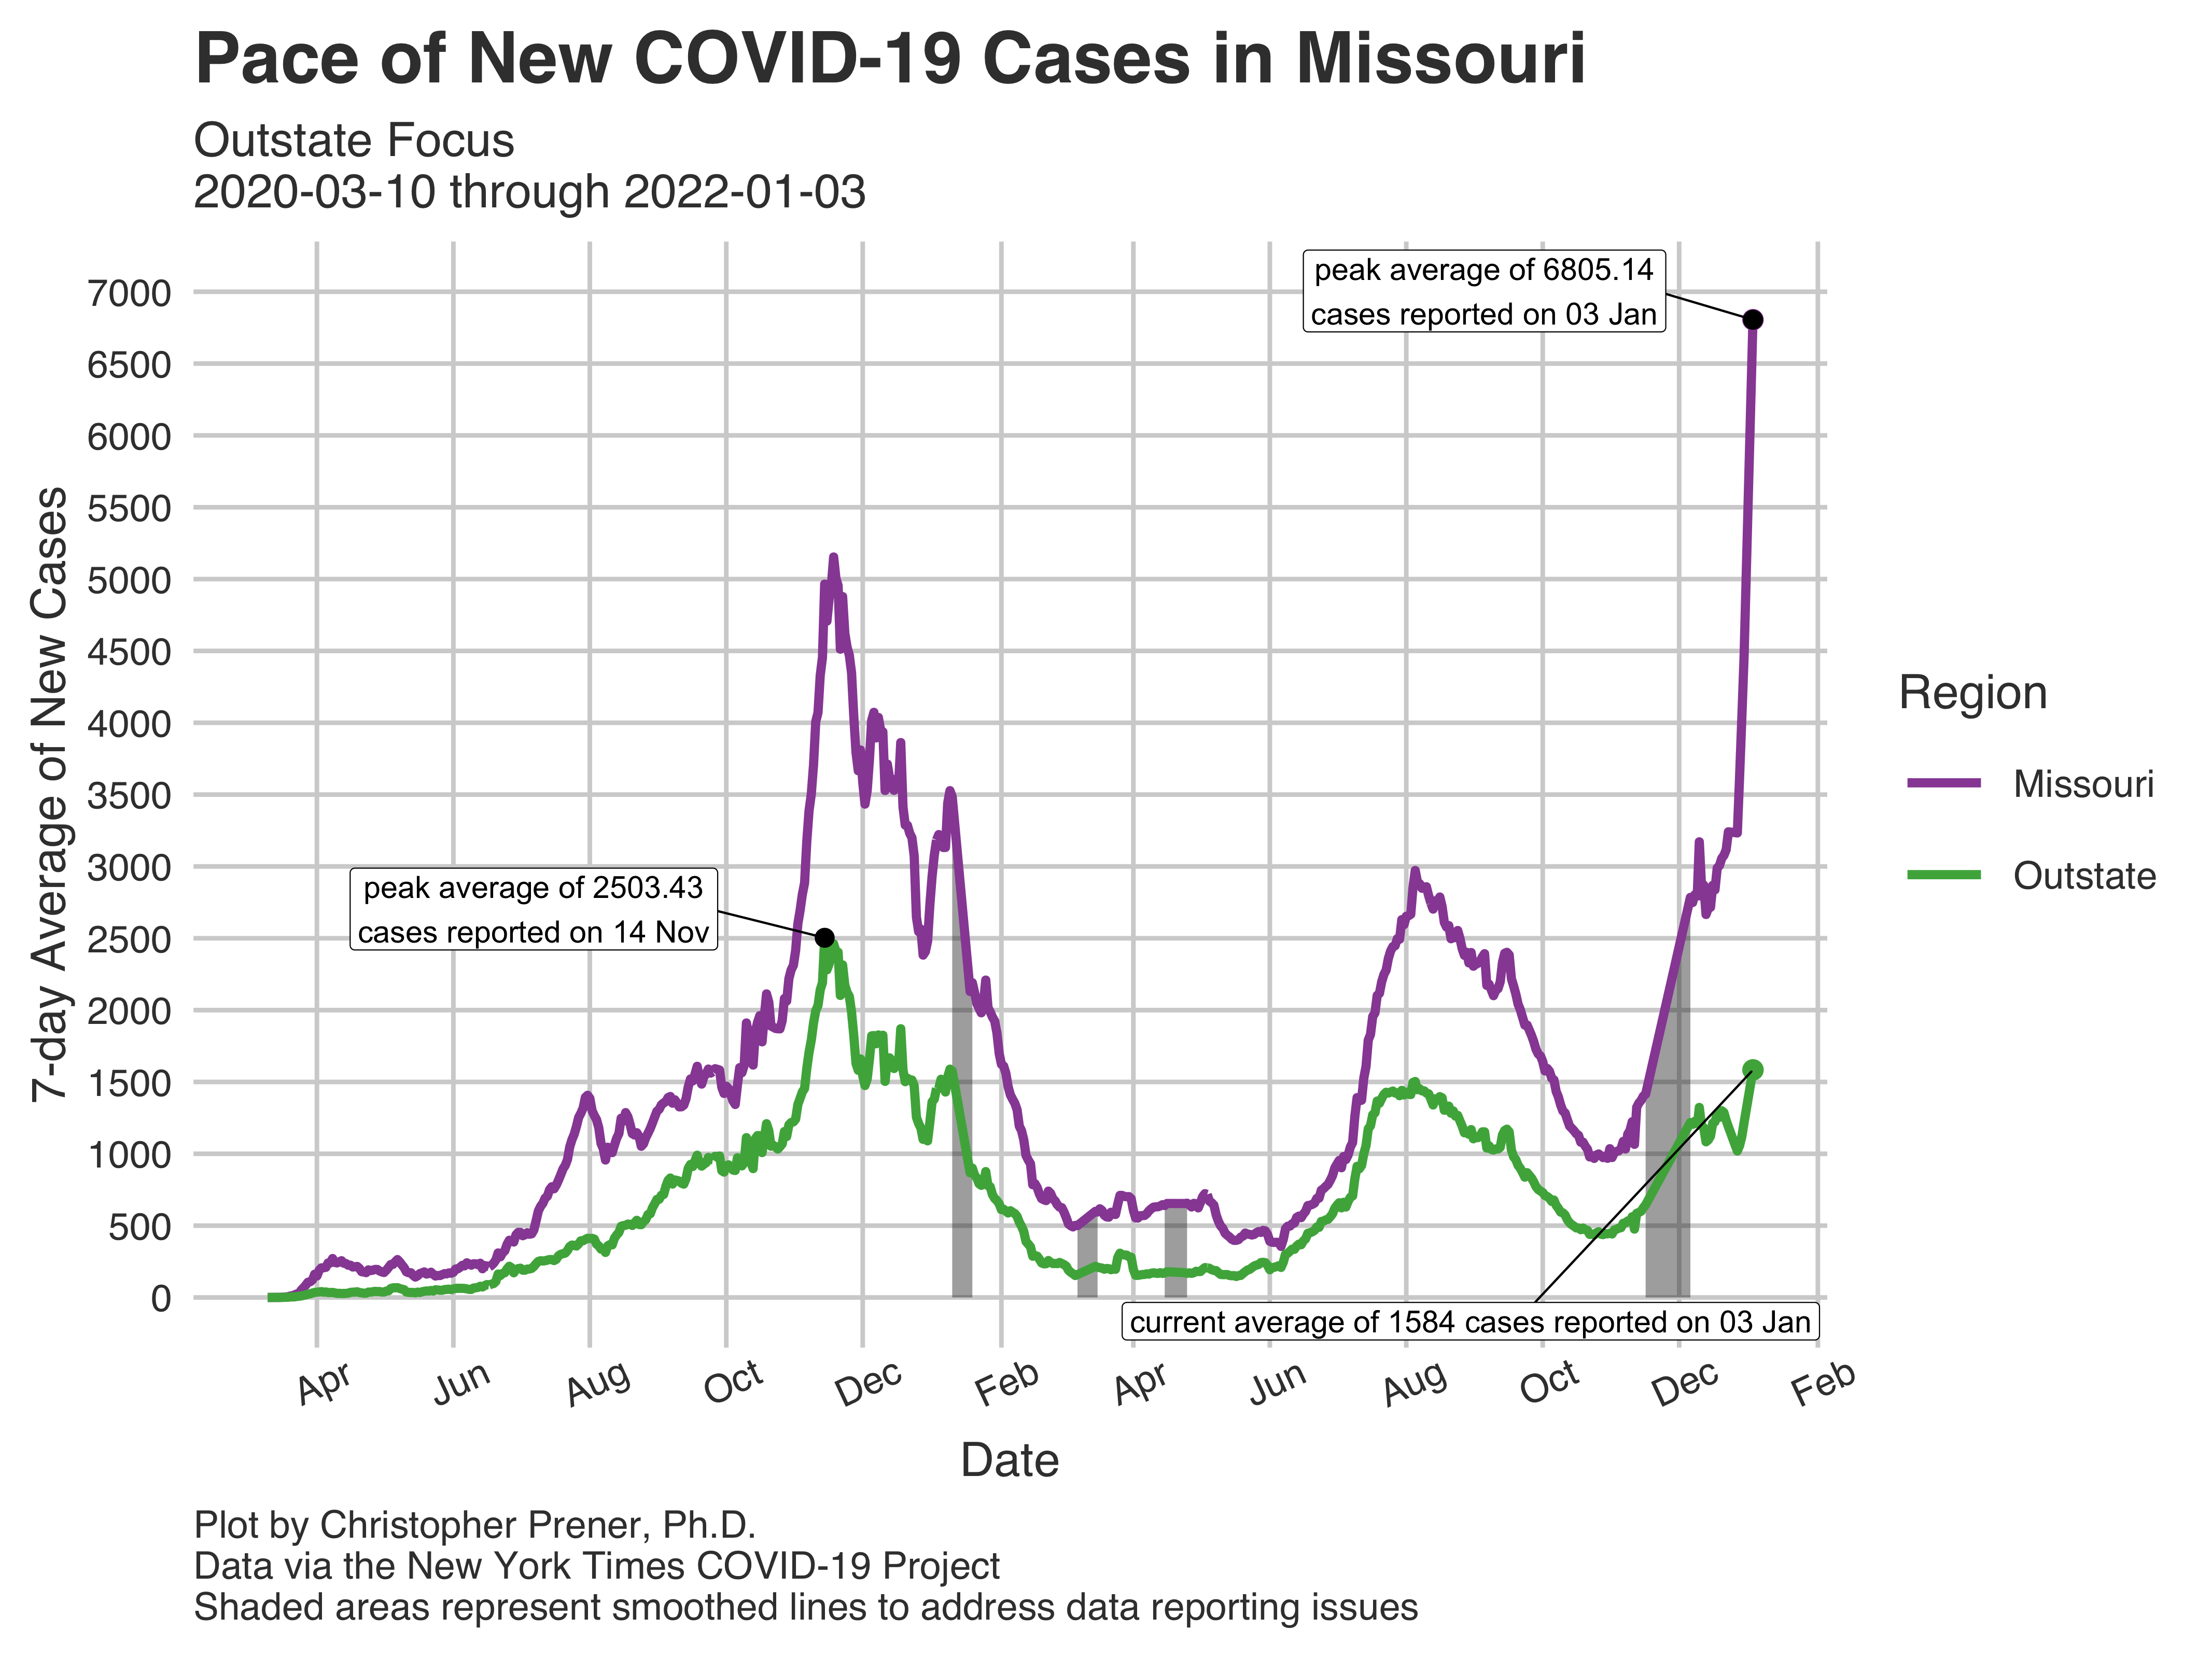 Pace of New COVID-19 Cases in Missouri
Outstate Focus
2020-03-10 through 2022-01-03
7-day Average of New Cases
7000
6500
6000
5500
5000
4500
4000
3500
3000
2500
2000
1500
1000
500
0
peak average of 6805.14
cases reported on 03 Jan
peak average of 2503.43
cases reported on 14 Nov
current average of 1584 cases reported on 03 Jan
Region
Missouri
Outstate
Apr Jun Aug Oct Dec Feb Apr Jun Aug Oct Dec Feb
Date
Plot by Christopher Prener, Ph.D.
Data via the New York Times COVID-19 Project
Shaded areas represent smoothed lines to address data reporting issues